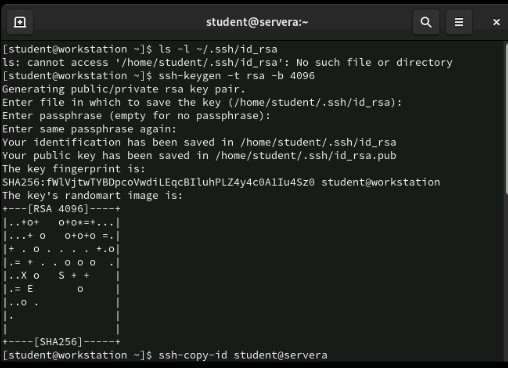 student@servera:~
[student@workstation ~]$ ls -l ~/.ssh/id_rsa
ls: cannot access '/home/student/.ssh/id_rsa': No such file or directory
[student@workstation ~]$ ssh-keygen -t rsa -b 4096
Generating public/private rsa key pair.
Enter file in which to save the key (/home/student/.ssh/id_rsa):
Enter passphrase (empty for no passphrase):
Enter same passphrase again:
Your identification has been saved in /home/student/.ssh/id_rsa
Your public key has been saved in /home/student/.ssh/id_rsa.pub
The key fingerprint is:
SHA256:fWlVjtwTYBDpcoVwdiLEqcBIluhPLZ4y4c0A1Iu4Sz0 student@workstation
The key's randomart image is:
+---[RSA 4096]----+
|..+o+   o+o*=+...|
|...+ o   o+o+o =.|
|+ . o . . . . +.o|
|.= + . . o o o  .|
|..X o   S + +    |
|.= E       o     |
|..o .            |
|.                |
|                 |
+----[SHA256]-----+
[student@workstation ~]$ ssh-copy-id student@servera